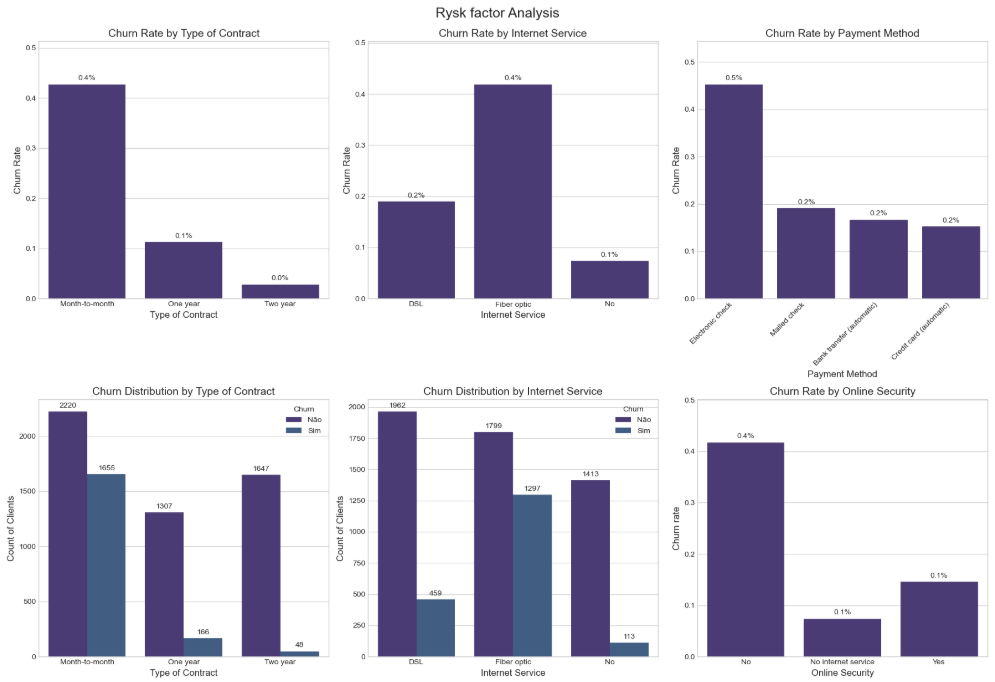 Rysk factor Analysis
Churn Rate by Type of Contract
0.5
0.4
0.3
0.2
0.1
0.0
Churn Rate
0.4%
0.1%
0.0%
Month-to-month One year Two year
Type of Contract
Churn Rate by Internet Service
0.5
0.4
0.3
0.2
0.1
0.0
Churn Rate
0.2%
0.4%
0.1%
DSL Fiber optic No
Internet Service
Churn Rate by Payment Method
0.5
0.4
0.3
0.2
0.1
0.0
Churn Rate
0.5%
0.2%
0.2%
0.2%
Electronic check
Mailed check
Bank transfer (automatic)
Credit card (automatic)
Payment Method
Churn Distribution by Type of Contract
2000
1500
1000
500
0
Count of Clients
2220
1655
1307
166
1647
48
Churn
Não
Sim
Month-to-month One year Two year
Type of Contract
Churn Distribution by Internet Service
2000
1750
1500
1250
1000
750
500
250
0
Count of Clients
1962
459
1799
1297
1413
113
Churn
Não
Sim
DSL Fiber optic No
Internet Service
Churn Rate by Online Security
0.5
0.4
0.3
0.2
0.1
0.0
Churn rate
0.4%
0.1%
0.1%
No No internet service Yes
Online Security